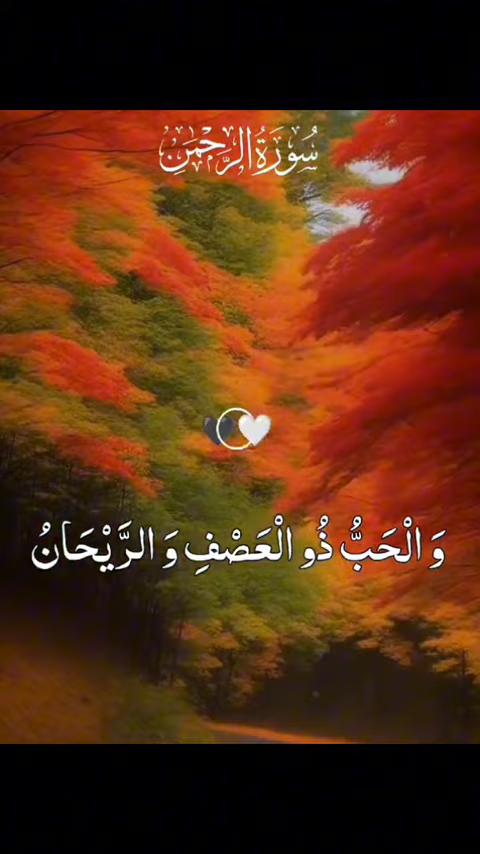 سُورَةُ الرَّحْمَن
وَ الْحَبُّ ذُو الْعَصْفِ وَ الرَّيْحَانُ